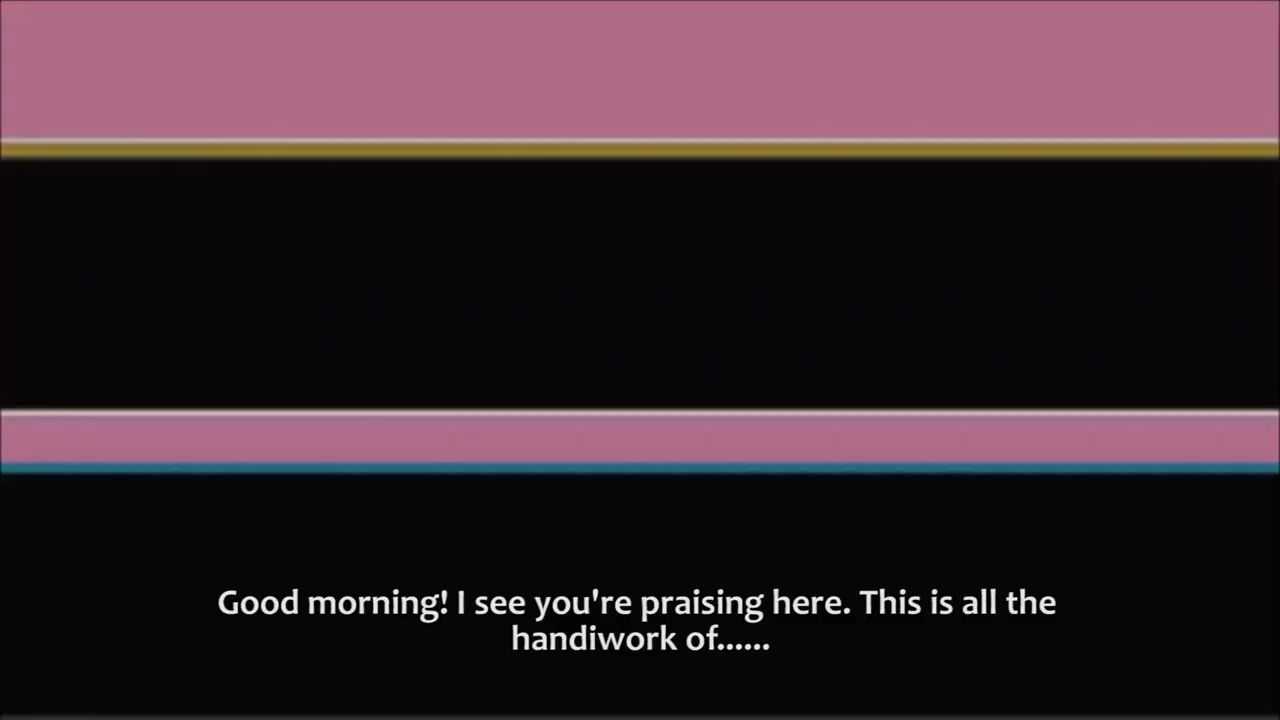 Good morning! I see you're praising here. This is all the
handiwork of......